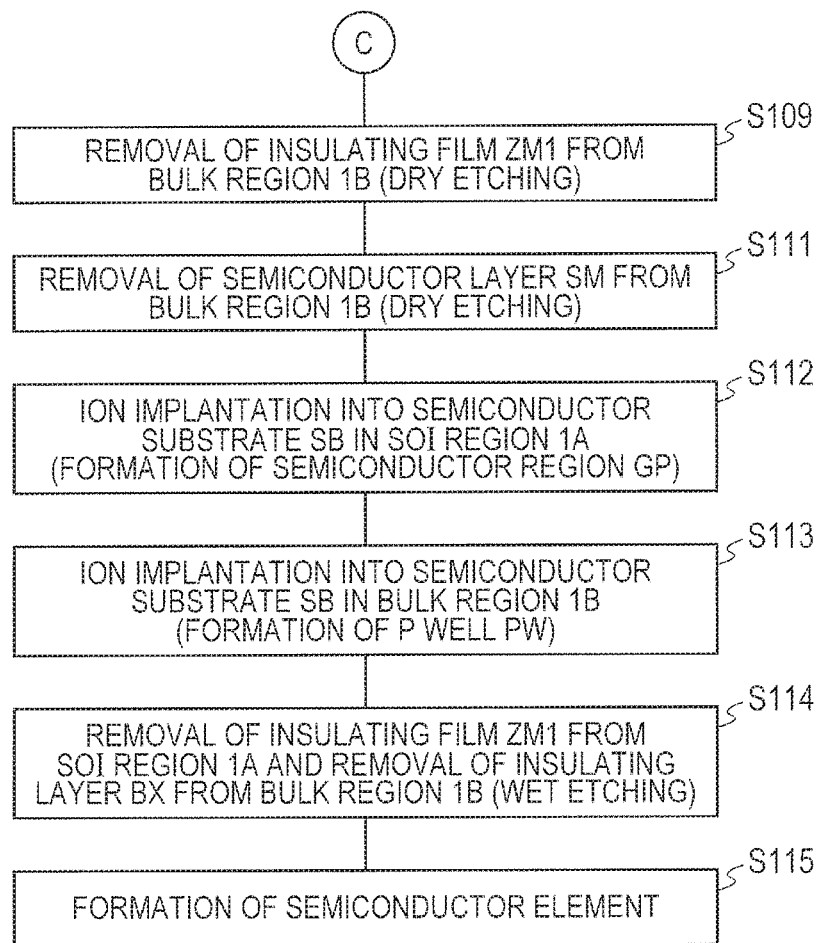 C
S109
REMOVAL OF INSULATING FILM ZM1 FROM
BULK REGION 1B (DRY ETCHING)
S111
REMOVAL OF SEMICONDUCTOR LAYER SM FROM
BULK REGION 1B (DRY ETCHING)
S112
ION IMPLANTATION INTO SEMICONDUCTOR
SUBSTRATE SB IN SOI REGION 1A
(FORMATION OF SEMICONDUCTOR REGION GP)
S113
ION IMPLANTATION INTO SEMICONDUCTOR
SUBSTRATE SB IN BULK REGION 1B
(FORMATION OF P WELL PW)
S114
REMOVAL OF INSULATING FILM ZM1 FROM
SOI REGION 1A AND REMOVAL OF INSULATING
LAYER BX FROM BULK REGION 1B (WET ETCHING)
S115
FORMATION OF SEMICONDUCTOR ELEMENT